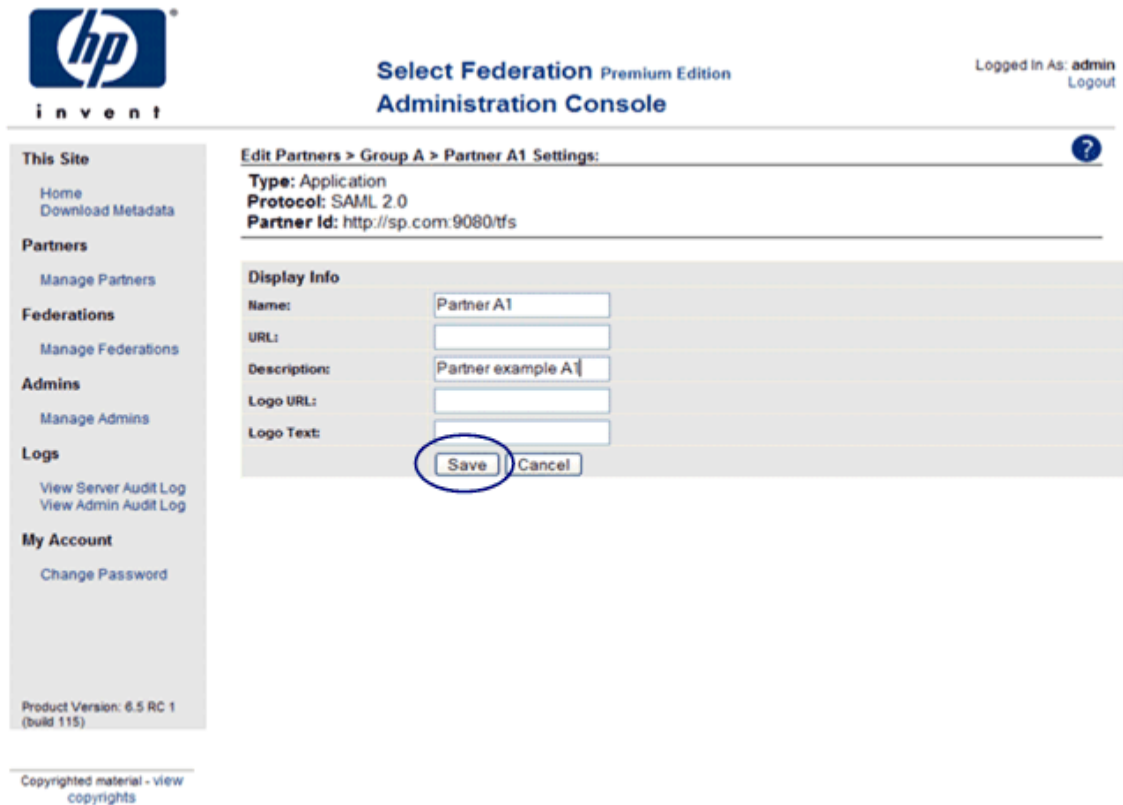 hp
invent
Select Federation Premium Edition
Administration Console
Logged In As: admin
Logout
This Site
Home
Download Metadata
Partners
Manage Partners
Federations
Manage Federations
Admins
Manage Admins
Logs
View Server Audit Log
View Admin Audit Log
My Account
Change Password
Product Version: 6.5 RC 1
(build 115)
Copyrighted material - view
copyrights
Edit Partners > Group A > Partner A1 Settings:
?
Type: Application
Protocol: SAML 2.0
Partner Id: http://sp.com:9080/tfs
Display Info
Name: Partner A1
URL:
Description: Partner example A1
Logo URL:
Logo Text:
Save Cancel